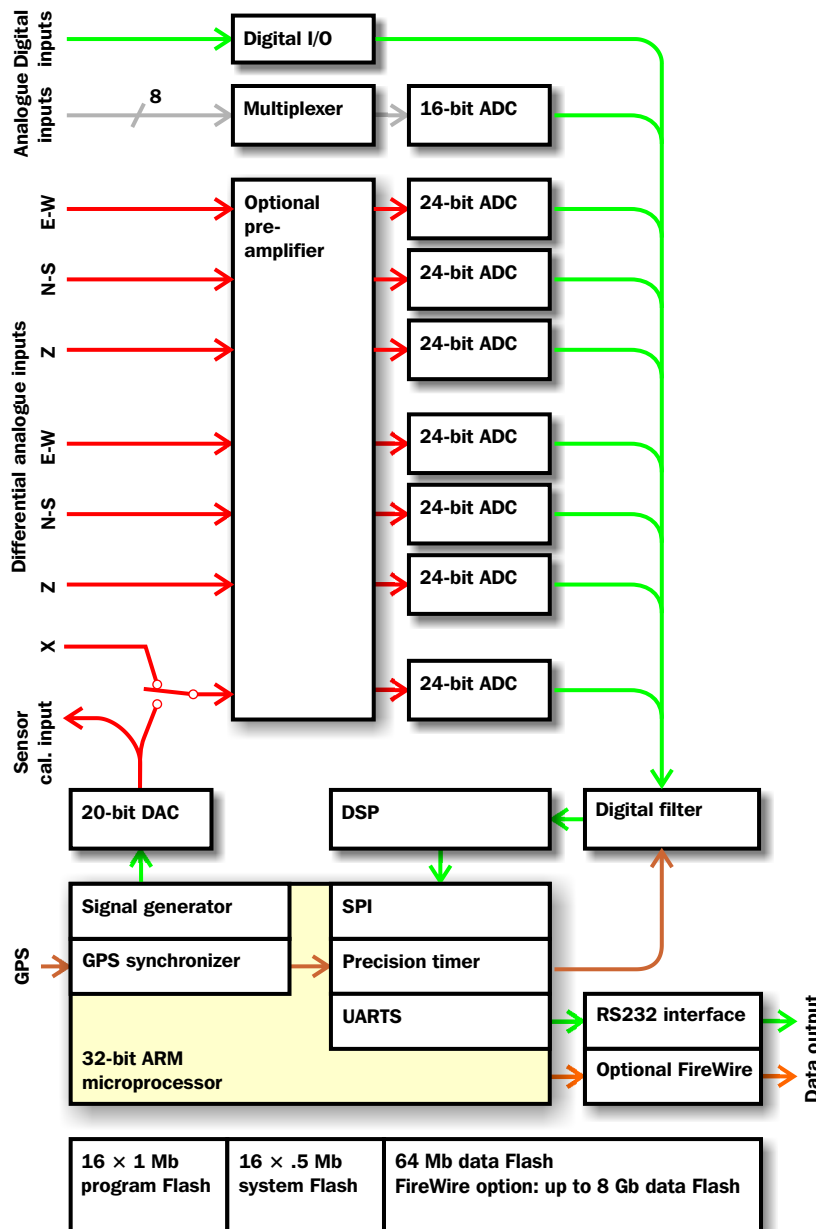 Analogue Digital
inputs inputs
Digital I/O
8
Multiplexer
16-bit ADC
Differential analogue inputs
E-W
N-S
Z
E-W
N-S
Z
X
Optional
pre-
amplifier
24-bit ADC
24-bit ADC
24-bit ADC
24-bit ADC
24-bit ADC
24-bit ADC
24-bit ADC
Sensor
cal. input
20-bit DAC
DSP
Digital filter
Signal generator
SPI
GPS
GPS synchronizer
Precision timer
UARTS
RS232 interface
32-bit ARM
microprocessor
Optional FireWire
Data output
16 × 1 Mb
program Flash
16 × .5 Mb
system Flash
64 Mb data Flash
FireWire option: up to 8 Gb data Flash